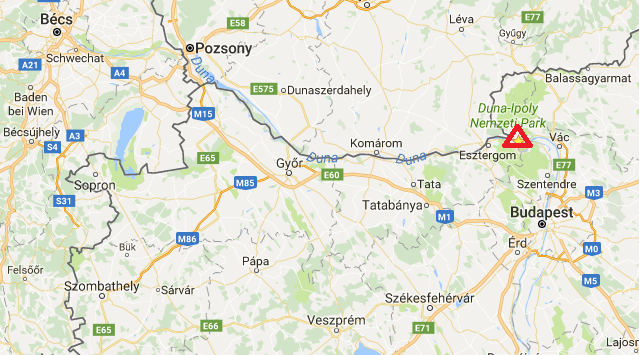 Bécs
E58
Léva
Gyűgy
Pozsony
Schwechat
A21
A4
Duna
E575
Dunaszerdahely
Balassagyarmat
Baden
bei Wien
M15
Duna-Ipoly
Nemzeti Park
Bécsújhely
A3
S4
E65
Komárom
Vác
Duna
Duna
Esztergom
E77
Győr
E60
Sopron
M85
Tata
Szentendre
M3
S31
Tatabánya
M1
Budapest
M86
Bük
Érd
M0
Felsőőr
Pápa
M5
Szombathely
Sárvár
Székesfehérvár
E65
E66
Veszprém
E71
E77
Lajos